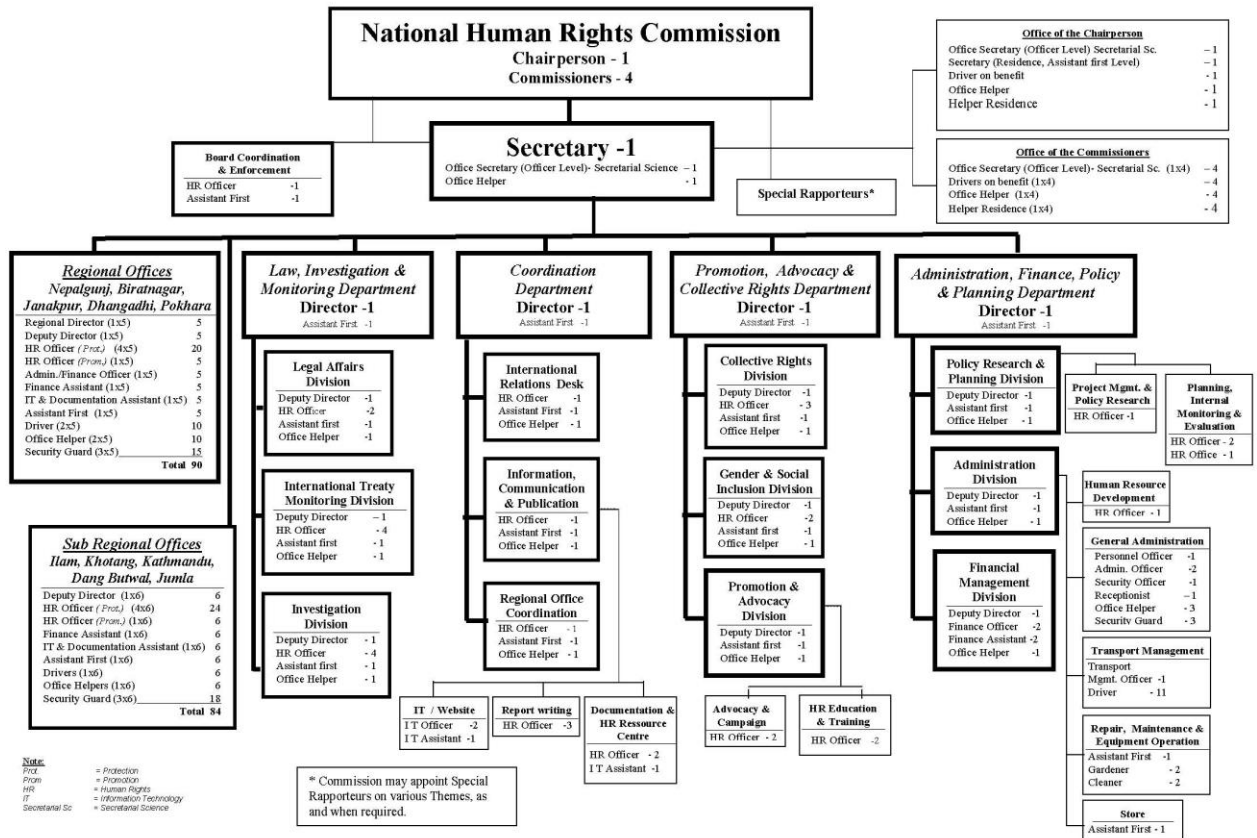 National Human Rights Commission
Chairperson - 1
Commissioners - 4
Office of the Chairperson
Office Secretary (Officer Level) Secretarial Sc. – 1
Secretary (Residence, Assistant first Level) – 1
Driver on benefit - 1
Office Helper - 1
Helper Residence - 1
Board Coordination
& Enforcement
HR Officer -1
Assistant First -1
Secretary -1
Office Secretary (Officer Level)- Secretarial Science – 1
Office Helper - 1
Special Rapporteurs*
Office of the Commissioners
Office Secretary (Officer Level)- Secretarial Sc. (1x4) – 4
Drivers on benefit (1x4) – 4
Office Helper (1x4) - 4
Helper Residence (1x4) - 4
Regional Offices
Nepalgunj, Biratnagar,
Janakpur, Dhangadhi, Pokhara
Regional Director (1x5) 5
Deputy Director (1x5) 5
HR Officer (Prot.) (4x5) 20
HR Officer (Prom.) (1x5) 5
Admin./Finance Officer (1x5) 5
Finance Assistant (1x5) 5
IT & Documentation Assistant (1x5) 5
Assistant First (1x5) 5
Driver (2x5) 10
Office Helper (2x5) 10
Security Guard (3x5) 15
Total 90
Sub Regional Offices
Ilam, Khotang, Kathmandu,
Dang Butwal, Jumla
Deputy Director (1x6) 6
HR Officer (Prot.) (4x6) 24
HR Officer (Prom.) (1x6) 6
Finance Assistant (1x6) 6
IT & Documentation Assistant (1x6) 6
Assistant First (1x6) 6
Drivers (1x6) 6
Office Helpers (1x6) 6
Security Guard (3x6) 18
Total 84
Law, Investigation &
Monitoring Department
Director -1
Assistant First -1
Legal Affairs
Division
Deputy Director -1
HR Officer -2
Assistant first -1
Office Helper -1
International Treaty
Monitoring Division
Deputy Director – 1
HR Officer - 4
Assistant first - 1
Office Helper - 1
Investigation
Division
Deputy Director - 1
HR Officer - 4
Assistant first - 1
Office Helper - 1
Coordination
Department
Director -1
Assistant First -1
International
Relations Desk
HR Officer -1
Assistant First -1
Office Helper - 1
Information,
Communication
& Publication
HR Officer -1
Assistant First -1
Office Helper -1
Regional Office
Coordination
HR Officer - 1
Assistant First -1
Office Helper - 1
IT / Website
I T Officer -2
I T Assistant -1
Report writing
HR Officer -3
Documentation &
HR Ressource
Centre
HR Officer - 2
I T Assistant -1
Promotion, Advocacy &
Collective Rights Department
Director -1
Assistant First -1
Collective Rights
Division
Deputy Director -1
HR Officer - 3
Assistant first -1
Office Helper - 1
Gender & Social
Inclusion Division
Deputy Director -1
HR Officer -2
Assistant first -1
Office Helper - 1
Promotion &
Advocacy
Division
Deputy Director -1
Assistant first -1
Office Helper -1
Advocacy &
Campaign
HR Officer - 2
HR Education
& Training
HR Officer -2
Administration, Finance, Policy
& Planning Department
Director -1
Assistant First -1
Policy Research &
Planning Division
Deputy Director -1
Assistant first -1
Office Helper - 1
Project Mgmt. &
Policy Research
HR Officer -1
Planning,
Internal
Monitoring &
Evaluation
HR Officer - 2
HR Office - 1
Administration
Division
Deputy Director -1
Assistant first -1
Office Helper - 1
Human Resource
Development
HR Officer - 1
General Administration
Personnel Officer -1
Admin. Officer -2
Security Officer -1
Receptionist – 1
Office Helper - 3
Security Guard - 3
Financial
Management
Division
Deputy Director -1
Finance Officer -2
Finance Assistant -2
Office Helper -1
Transport Management
Transport
Mgmt. Officer -1
Driver - 11
Repair, Maintenance &
Equipment Operation
Assistant First -1
Gardener - 2
Cleaner - 2
Store
Assistant First - 1
Note:
Prot = Protection
Prom = Promotion
HR = Human Rights
IT = Information Technology
Secretarial Sc = Secretarial Science
* Commission may appoint Special
Rapporteurs on various Themes, as
and when required.